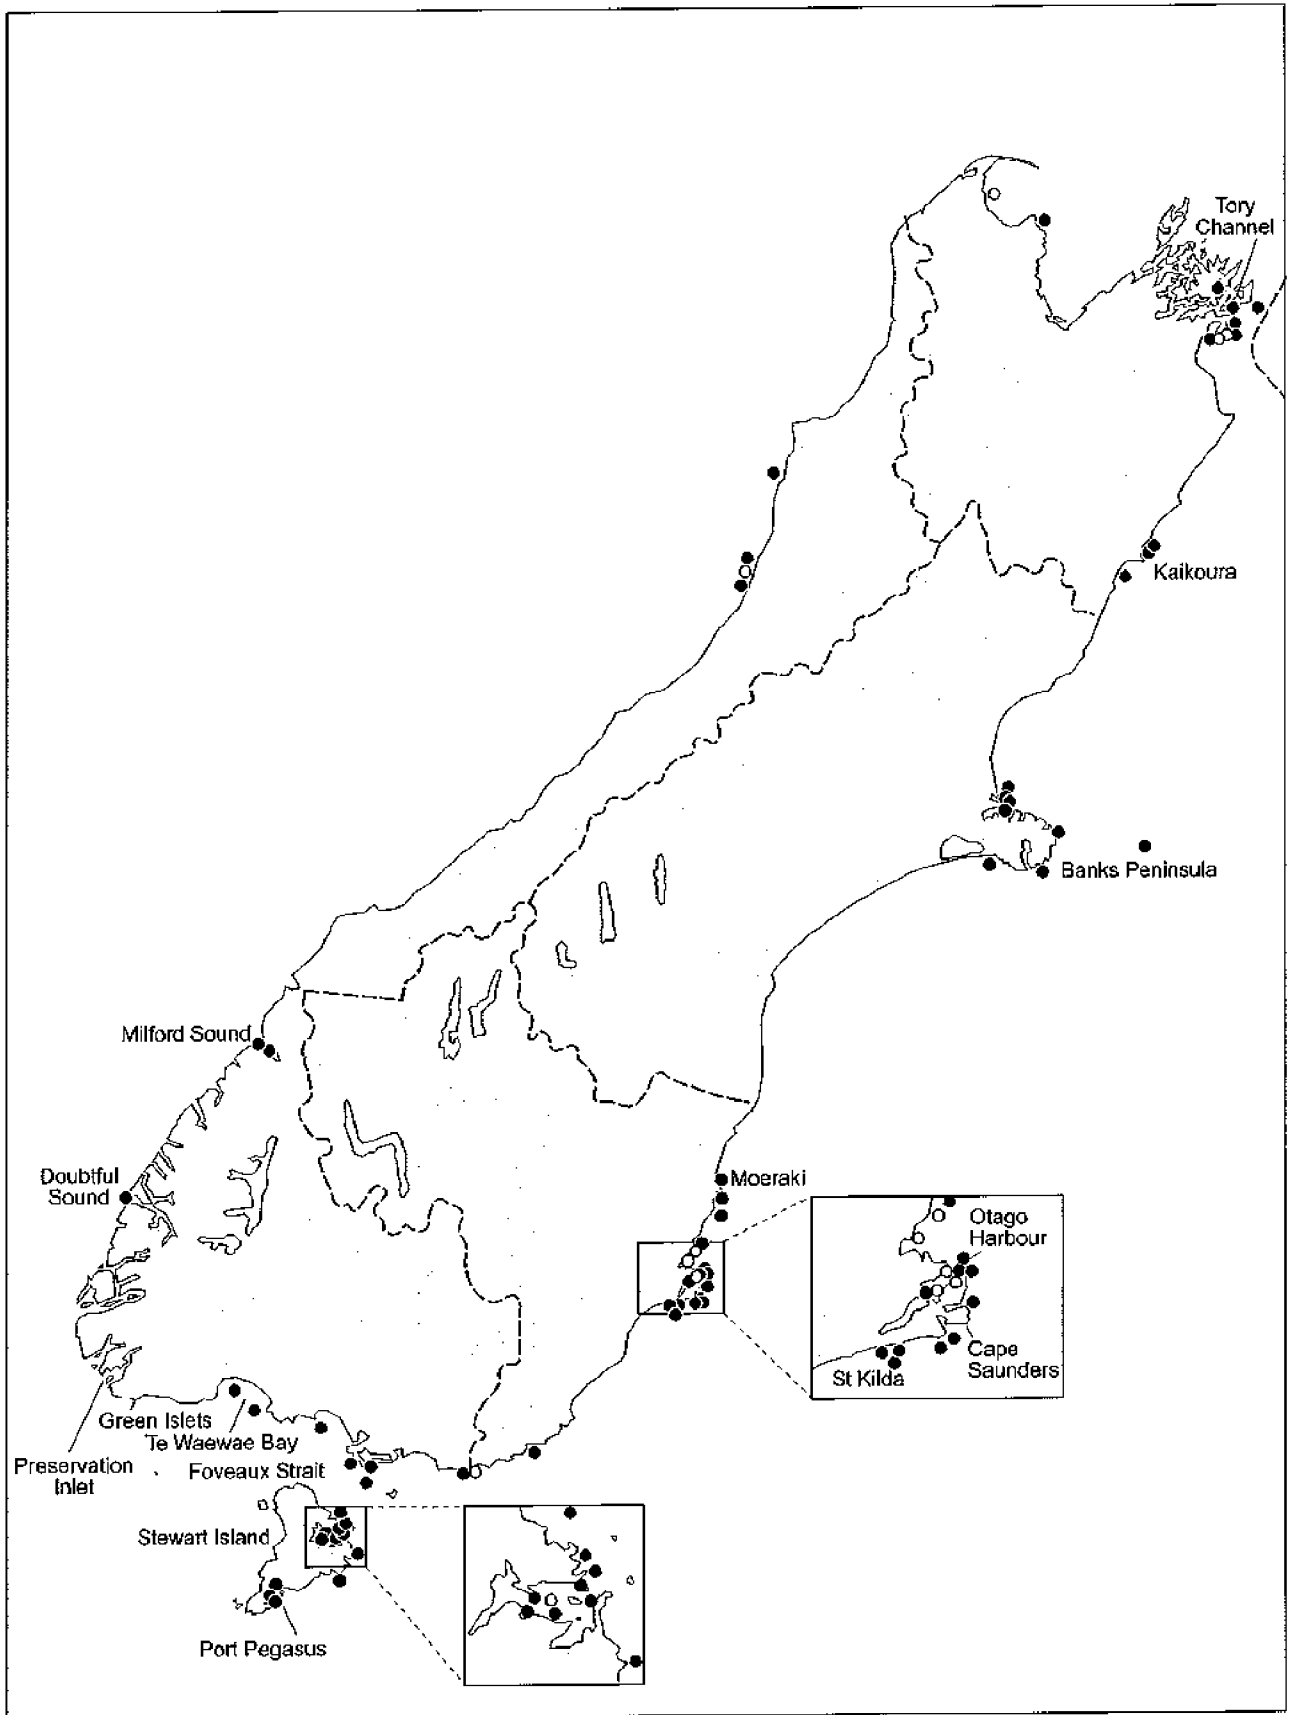 Tory
Channel
Kaikoura
Banks Peninsula
Milford Sound
Doubtful
Sound
Moeraki
Otago
Harbour
Cape
Saunders
St Kilda
Green Islets
Te Waewae Bay
Preservation
Inlet
Foveaux Strait
Stewart Island
Port Pegasus